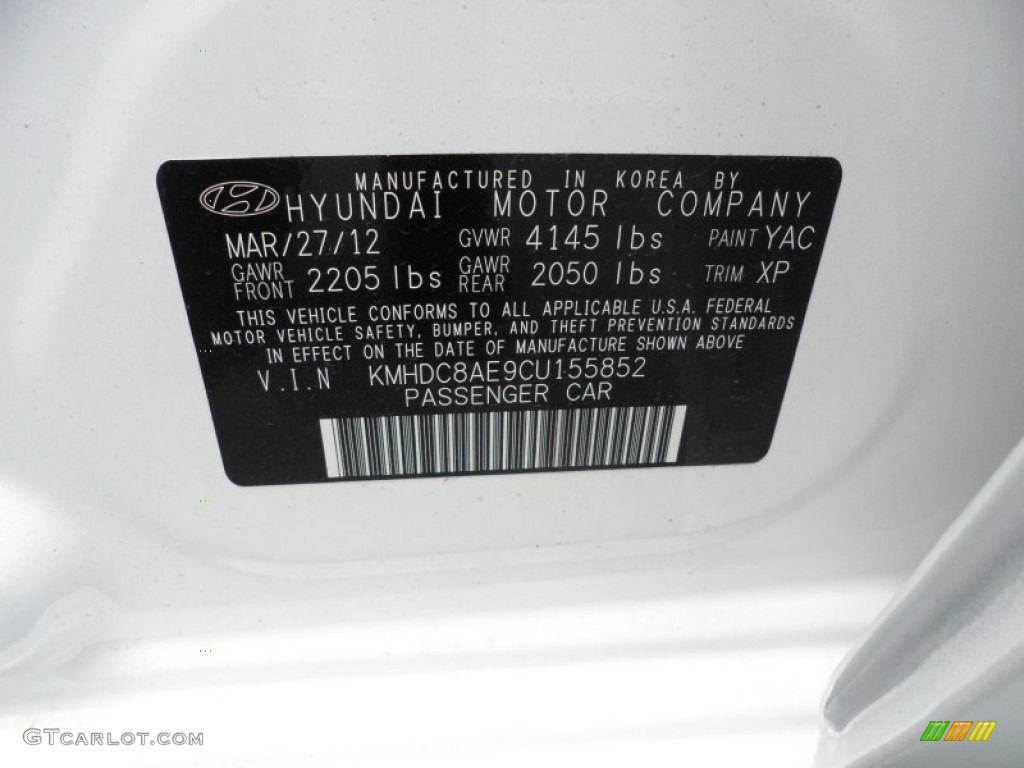 MANUFACTURED IN KOREA BY
HYUNDAI MOTOR COMPANY
MAR/27/12 GVWR 4145 lbs PAINT YAC
GAWR FRONT 2205 lbs GAWR REAR 2050 lbs TRIM XP
THIS VEHICLE CONFORMS TO ALL APPLICABLE U.S.A. FEDERAL
MOTOR VEHICLE SAFETY, BUMPER, AND THEFT PREVENTION STANDARDS
IN EFFECT ON THE DATE OF MANUFACTURE SHOWN ABOVE
V.I.N KMHDC8AE9CU155852
PASSENGER CAR
GTCARLOT.COM